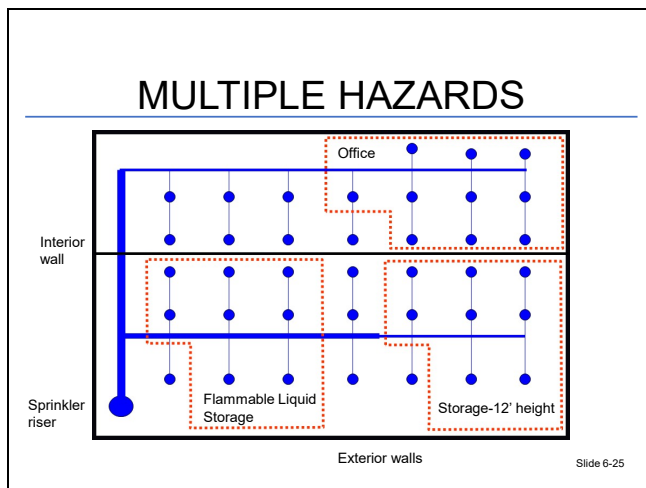 MULTIPLE HAZARDS
Office
Interior
wall
Flammable Liquid
Storage
Storage-12’ height
Sprinkler
riser
Exterior walls
Slide 6-25